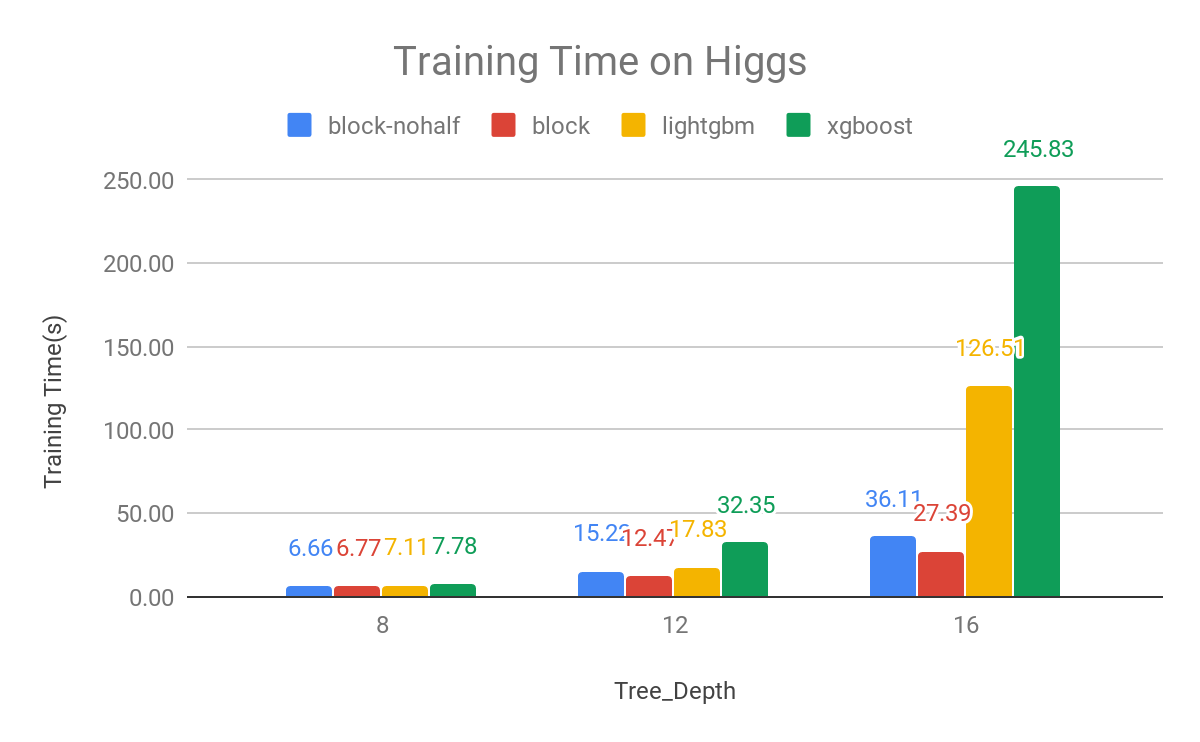 Training Time on Higgs
block-nohalf block lightgbm xgboost
245.83
250.00
200.00
150.00 126.51
100.00
50.00 36.11 27.39
32.35
15.22 12.47 17.83
6.66 6.77 7.11 7.78
0.00
8 12 16
Training Time(s)
Tree_Depth